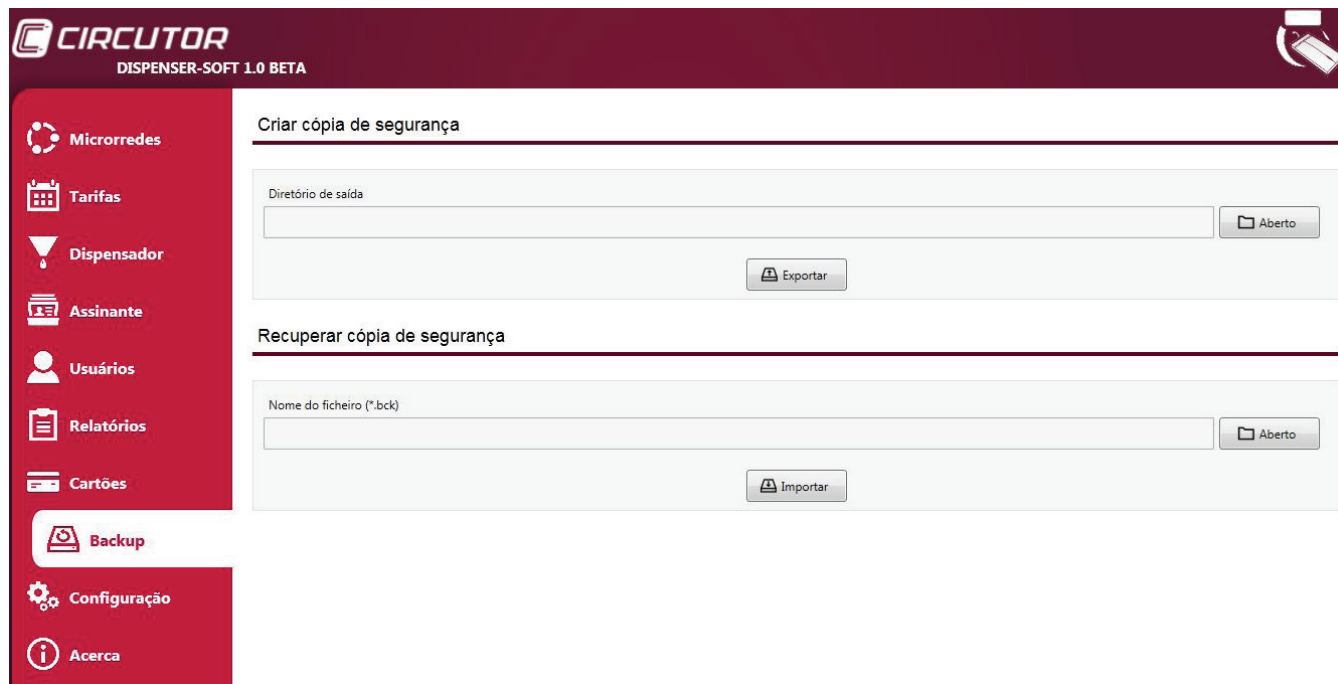 CIRCUTOR
DISPENSER-SOFT 1.0 BETA
Microrredes
Tarifas
Dispensador
Assinante
Usuários
Relatórios
Cartões
Backup
Configuração
Acerca
Criar cópia de segurança
Diretório de saída
Aberto
Exportar
Recuperar cópia de segurança
Nome do ficheiro (*.bck)
Aberto
Importar